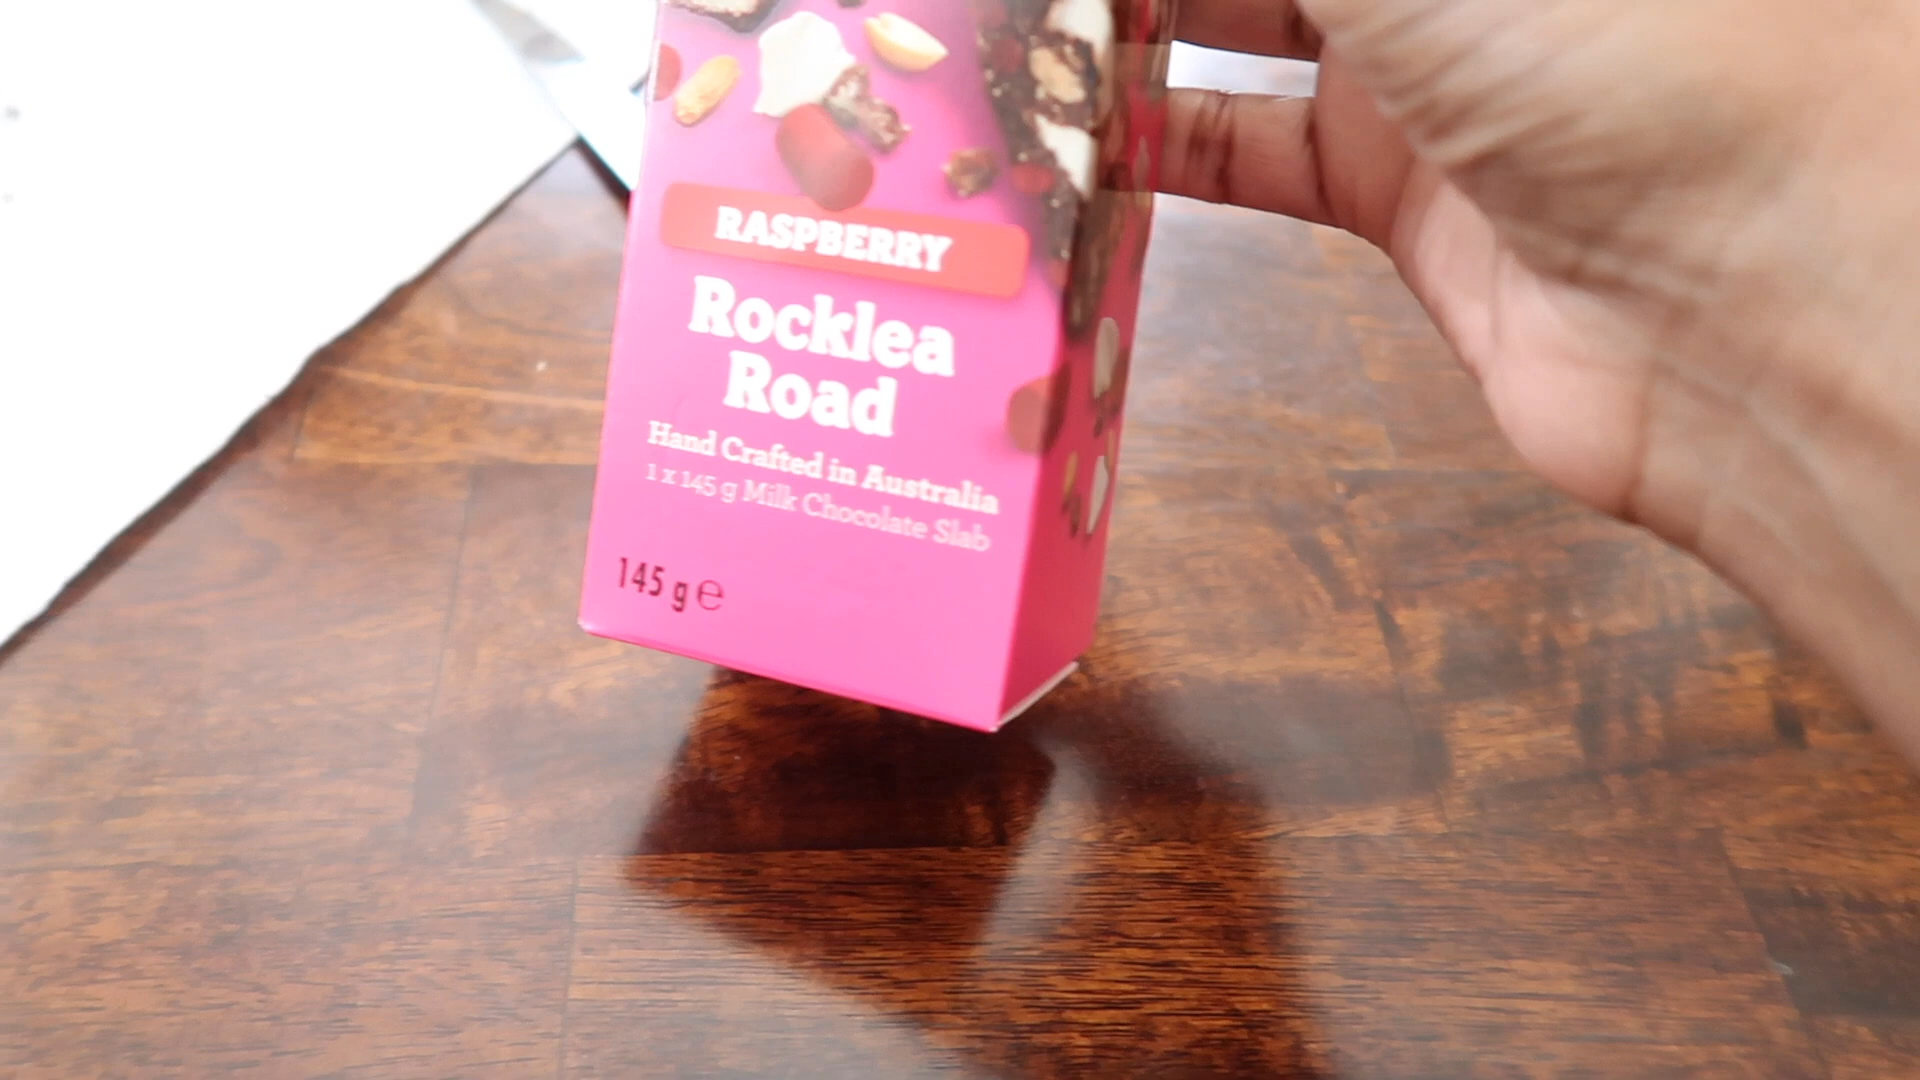 RASPBERRY
Rocklea
Road
Hand Crafted in Australia
1 x 145 g Milk Chocolate Slab
145 g ℮